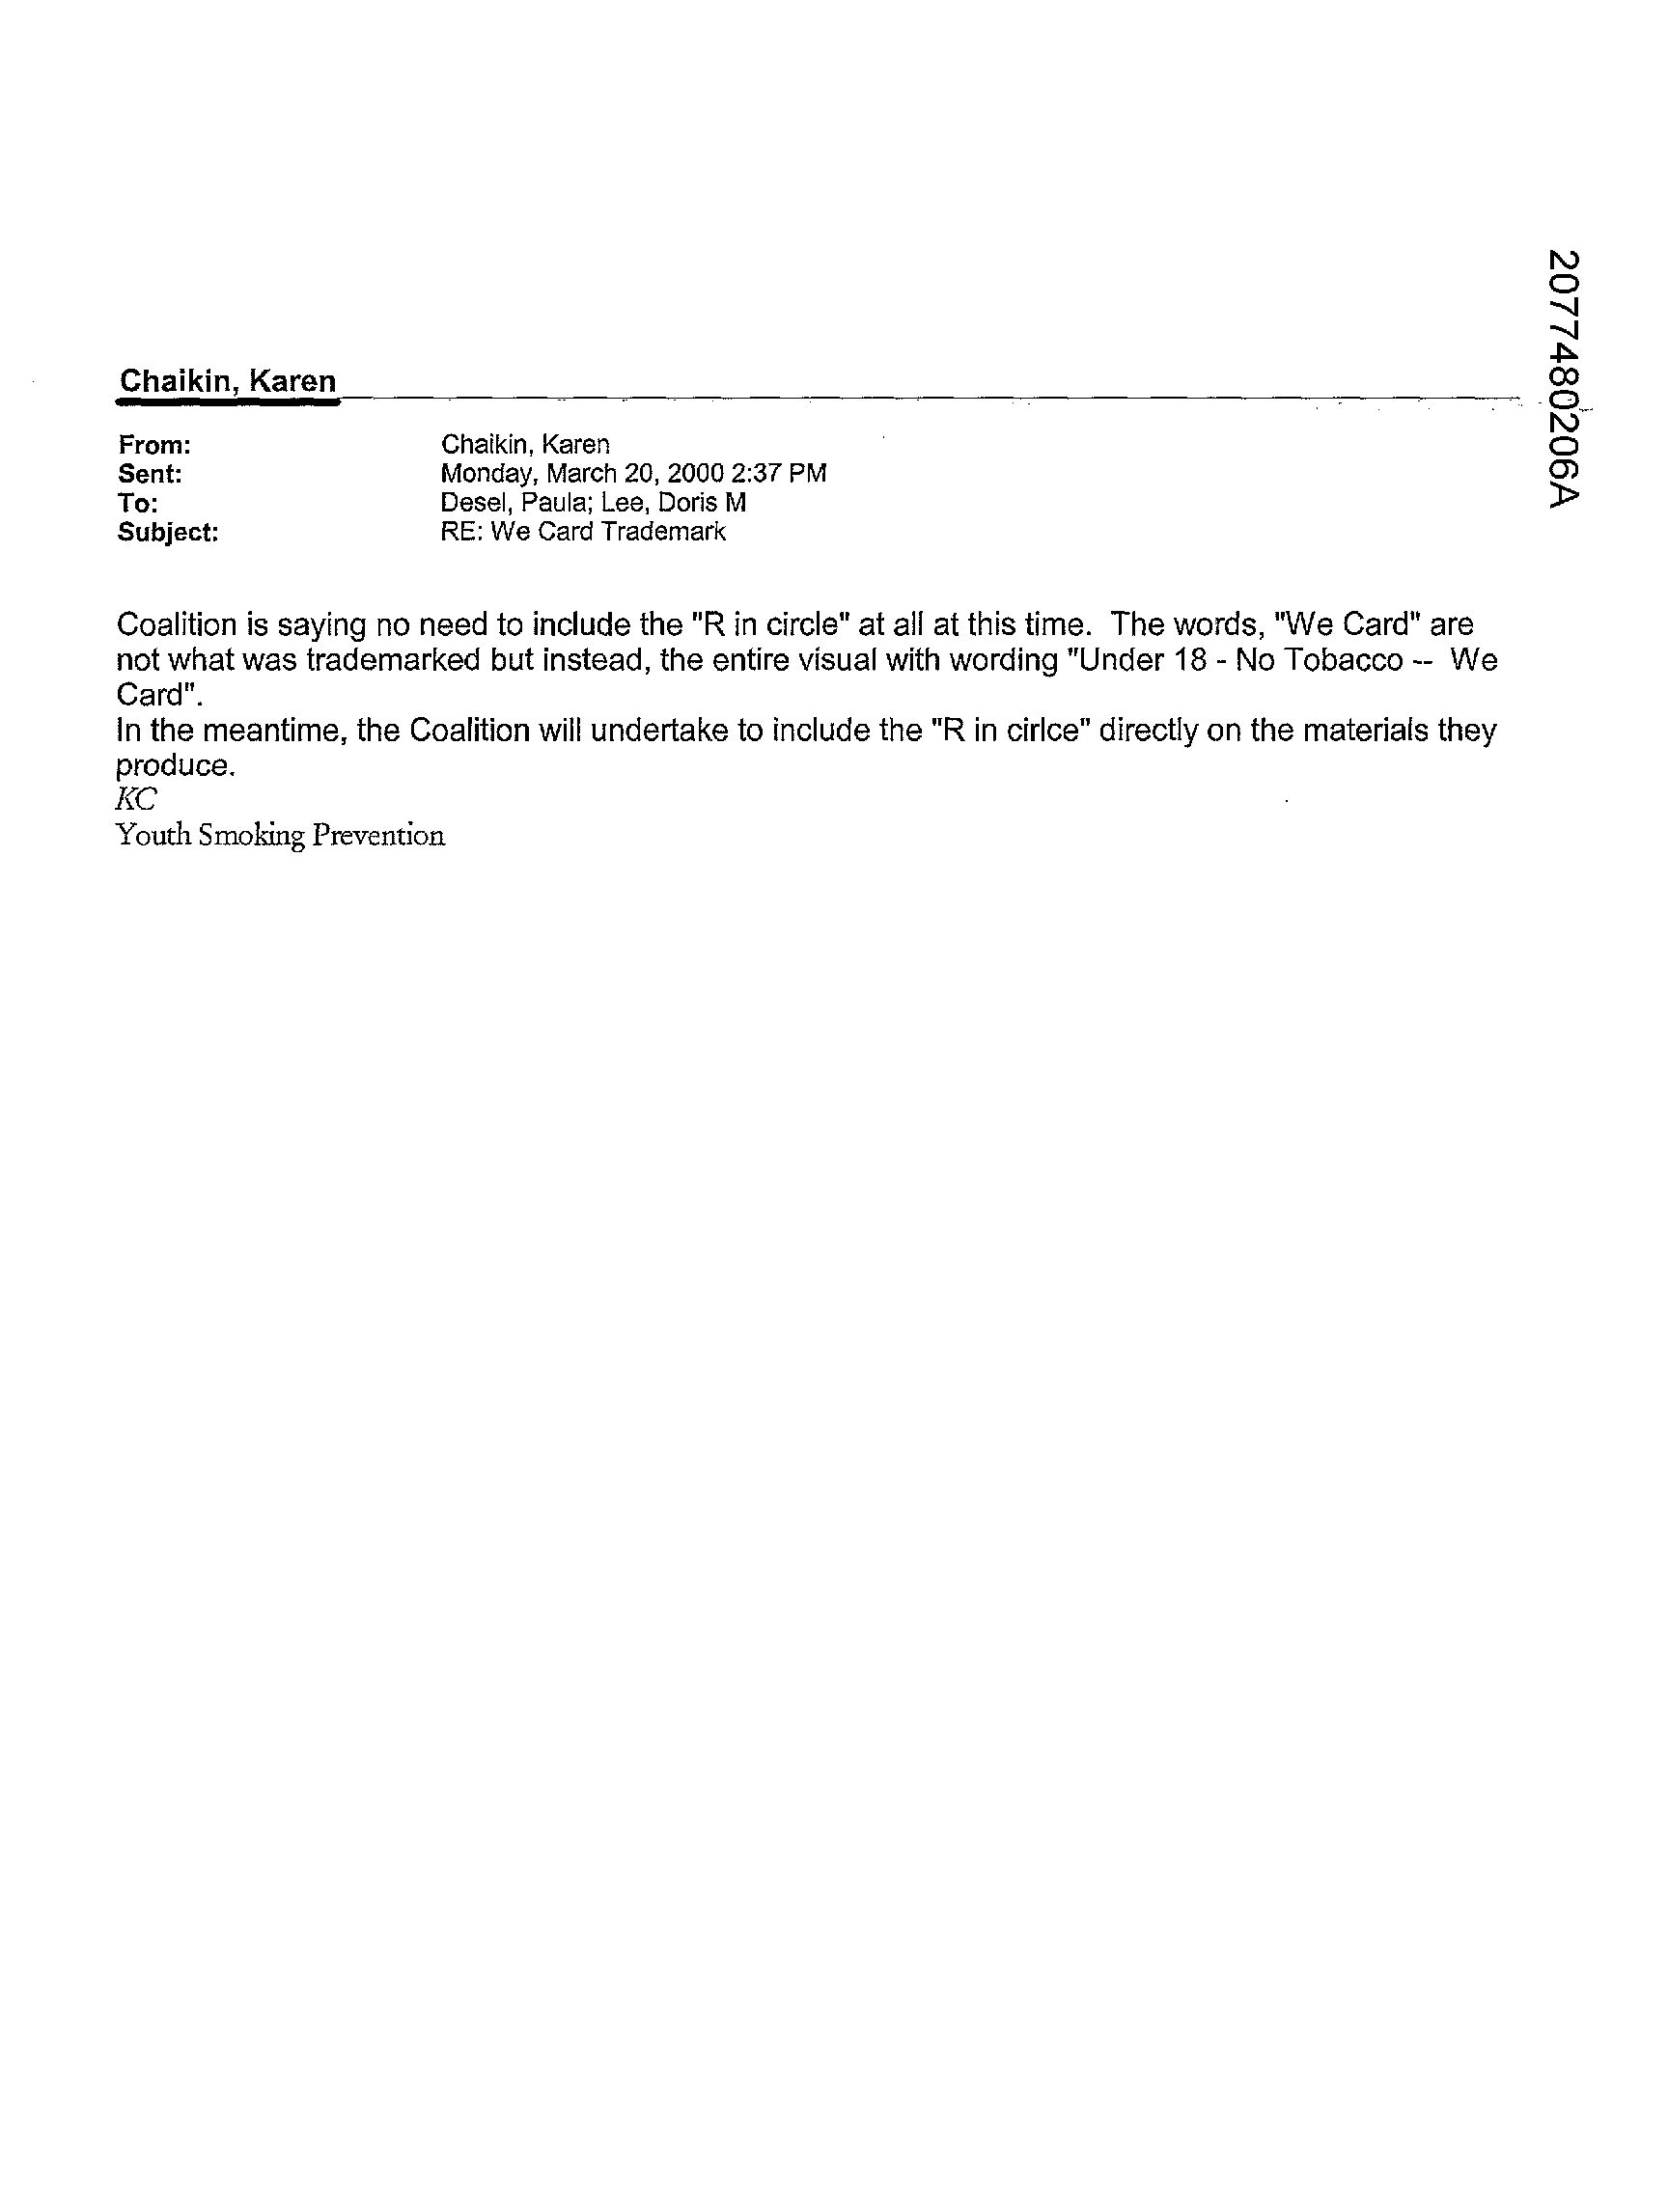 2077480206A
Chaikin, Karen
From: Chaikin, Karen
Sent: Monday, March 20, 2000 2:37 PM
To: Desel, Paula; Lee, Doris M
Subject: RE: We Card Trademark
Coalition is saying no need to include the "R in circle" at all at this time.  The words, "We Card" are
not what was trademarked but instead, the entire visual with wording "Under 18 - No Tobacco --  We
Card".
In the meantime, the Coalition will undertake to include the "R in cirlce" directly on the materials they
produce.
KC
Youth Smoking Prevention